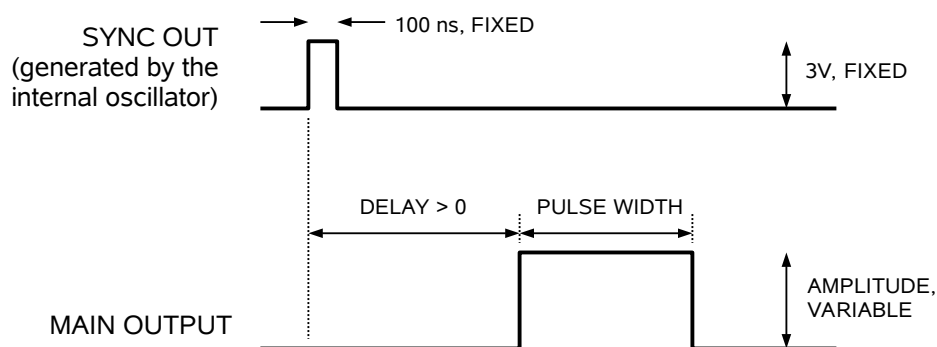 100 ns, FIXED
SYNC OUT
(generated by the
internal oscillator)
3V, FIXED
DELAY > 0
PULSE WIDTH
AMPLITUDE,
VARIABLE
MAIN OUTPUT